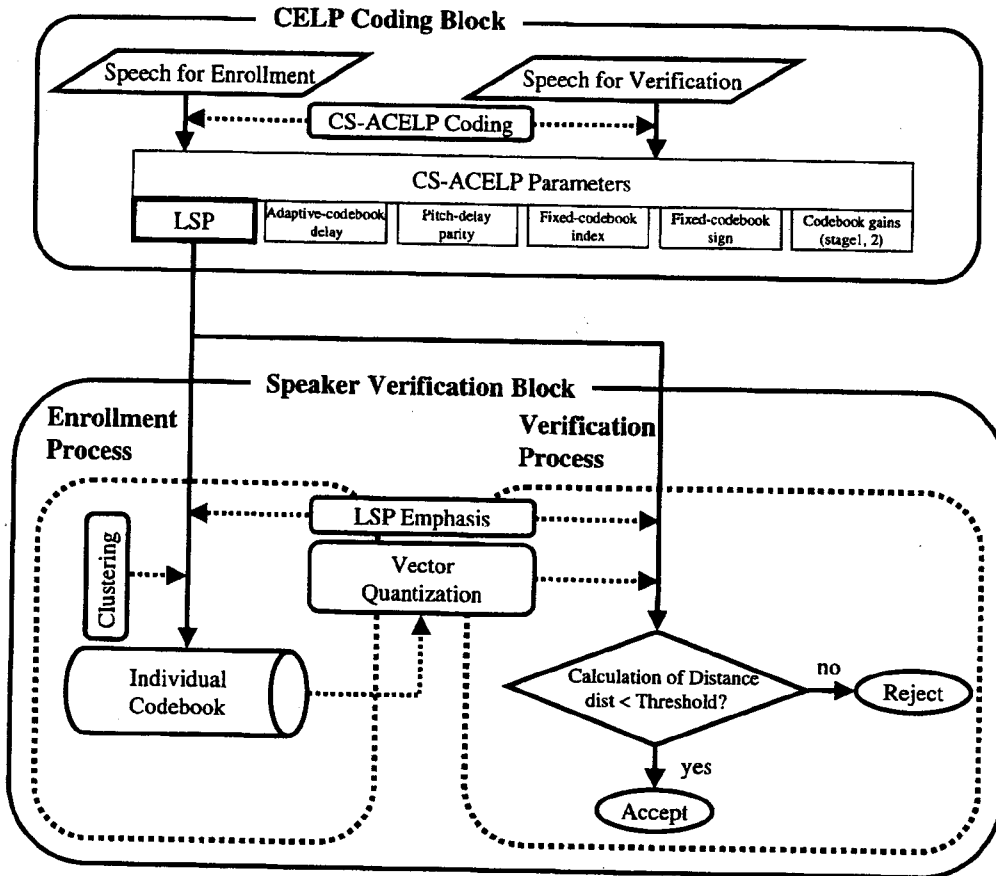 CELP Coding Block
Speech for Enrollment
Speech for Verification
CS-ACELP Coding
CS-ACELP Parameters
LSP
Adaptive-codebook
delay
Pitch-delay
parity
Fixed-codebook
index
Fixed-codebook
sign
Codebook gains
(stage1, 2)
Speaker Verification Block
Enrollment
Process
Verification
Process
LSP Emphasis
Clustering
Vector
Quantization
Individual
Codebook
Calculation of Distance
dist < Threshold?
no
Reject
yes
Accept